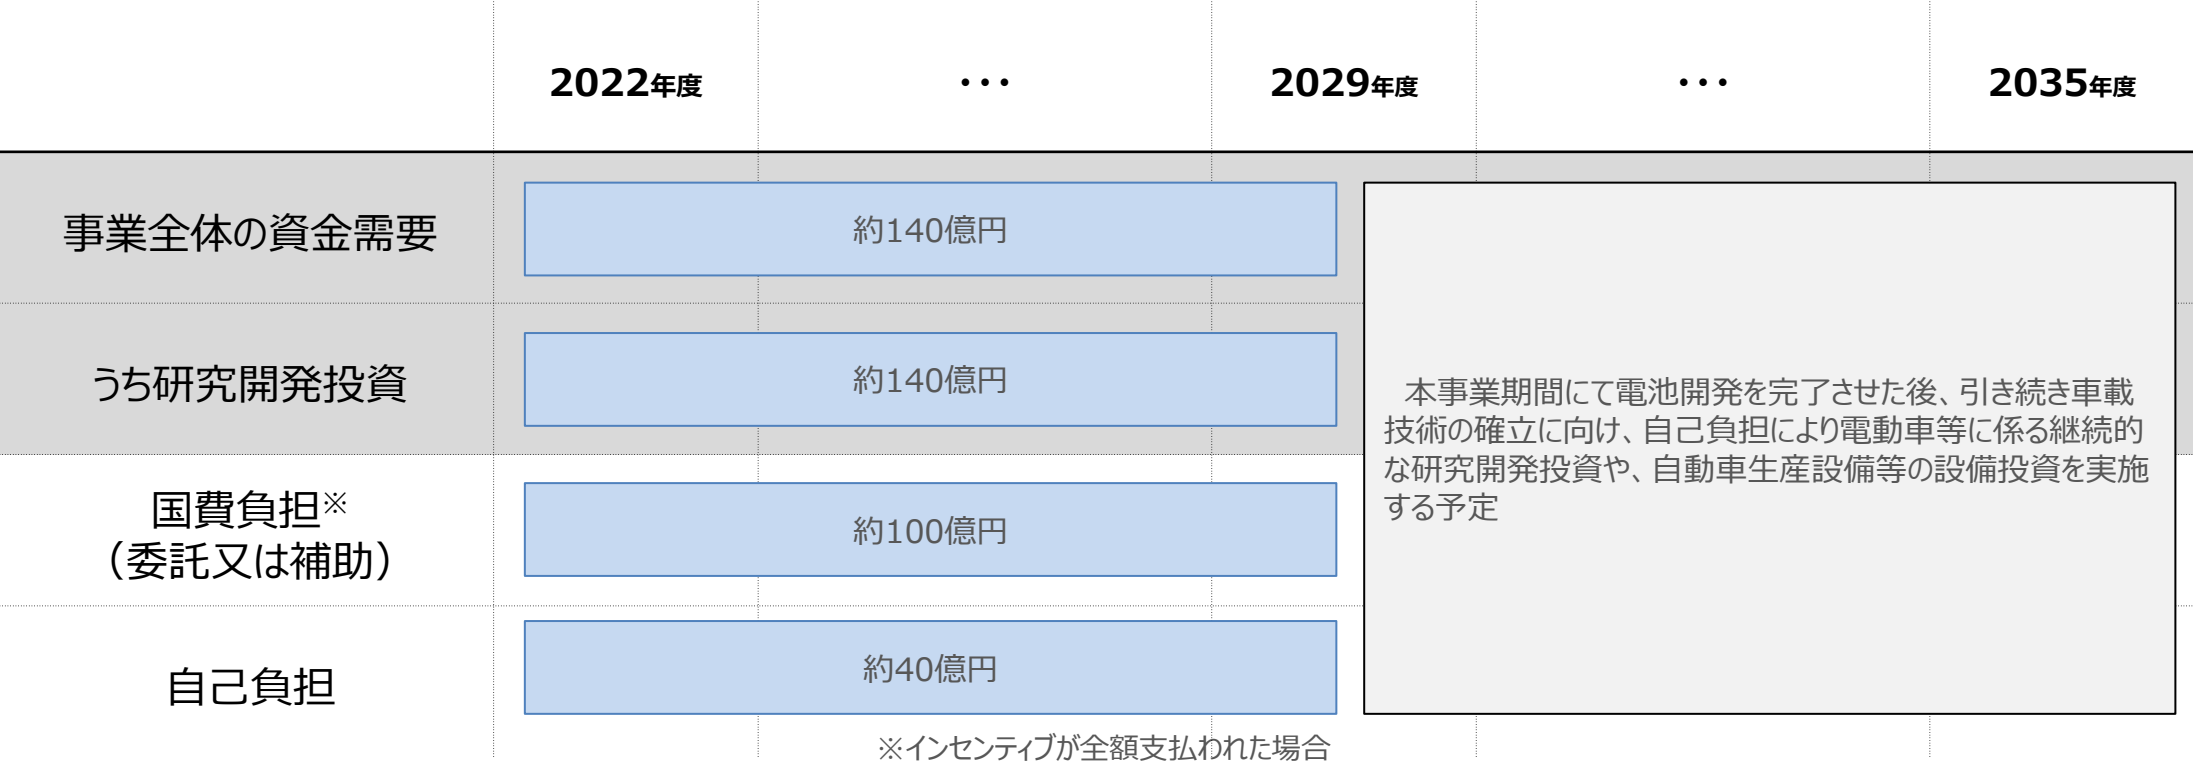 2022年度 ・・・ 2029年度 ・・・ 2035年度
事業全体の資金需要
約140億円
うち研究開発投資
約140億円
国費負担※
（委託又は補助）
約100億円
自己負担
約40億円
本事業期間にて電池開発を完了させた後、引き続き車載
技術の確立に向け、自己負担により電動車等に係る継続的
な研究開発投資や、自動車生産設備等の設備投資を実施
する予定
※インセンティブが全額支払われた場合